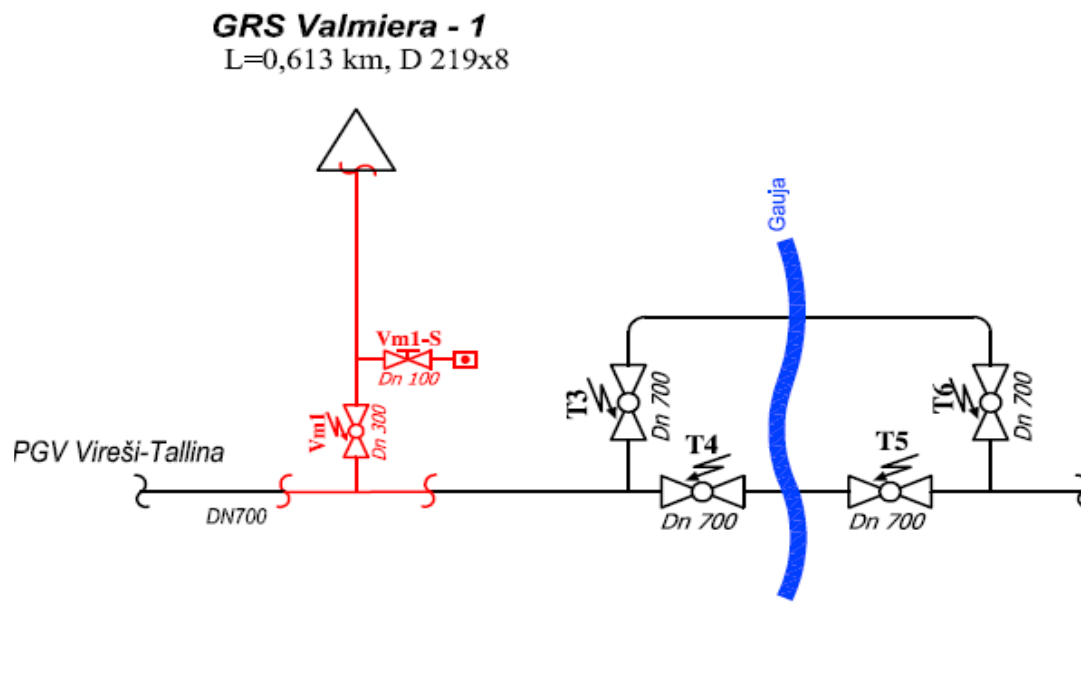 GRS Valmiera - 1
L=0,613 km, D 219x8
Gauja
Vm1-S
Dn 100
Vm1
Dn 300
T3
Dn 700
T6
Dn 700
PGV Vireši-Tallina
T4
T5
DN700
Dn 700
Dn 700